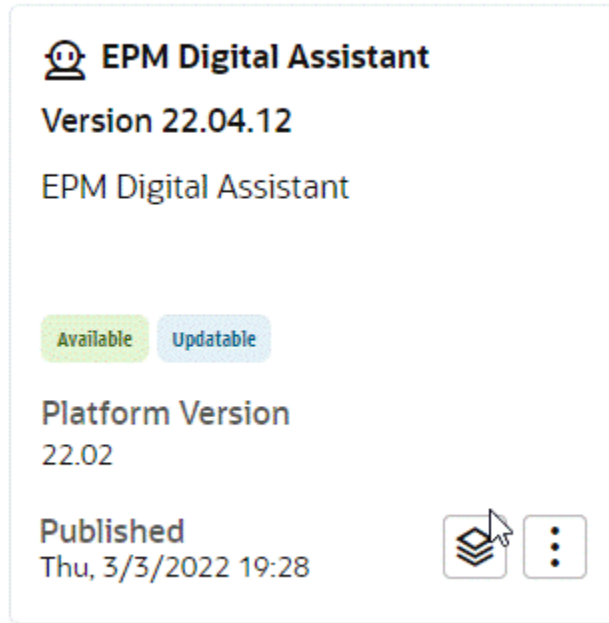 EPM Digital Assistant
Version 22.04.12
EPM Digital Assistant
Available Updatable
Platform Version
22.02
Published
Thu, 3/3/2022 19:28